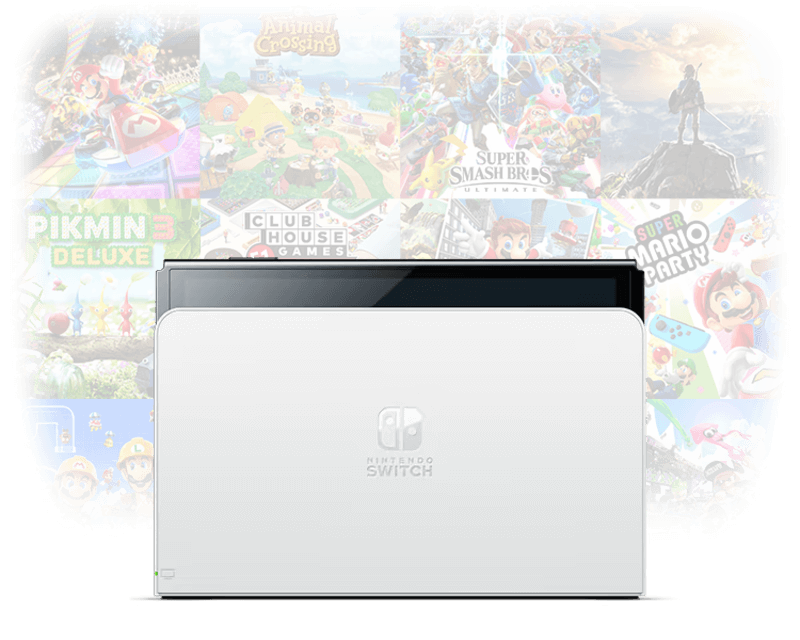 Animal
Crossing
SUPER
SMASH BROS
ULTIMATE
PIKMIN 3
DELUXE
CLUB
HOUSE
GAMES
SUPER
MARIO
PARTY
M
NINTENDO
SWITCH